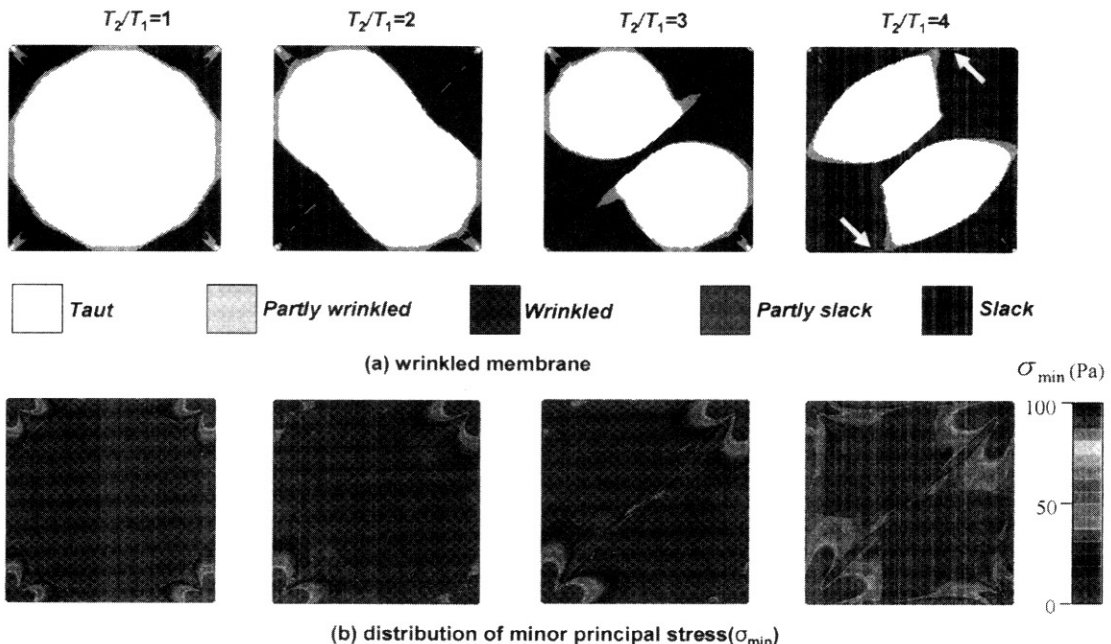 T₂/T₁=1 T₂/T₁=2 T₂/T₁=3 T₂/T₁=4
Taut Partly wrinkled Wrinkled Partly slack Slack
(a) wrinkled membrane
σmin (Pa)
100
50
0
(b) distribution of minor principal stress(σmin)